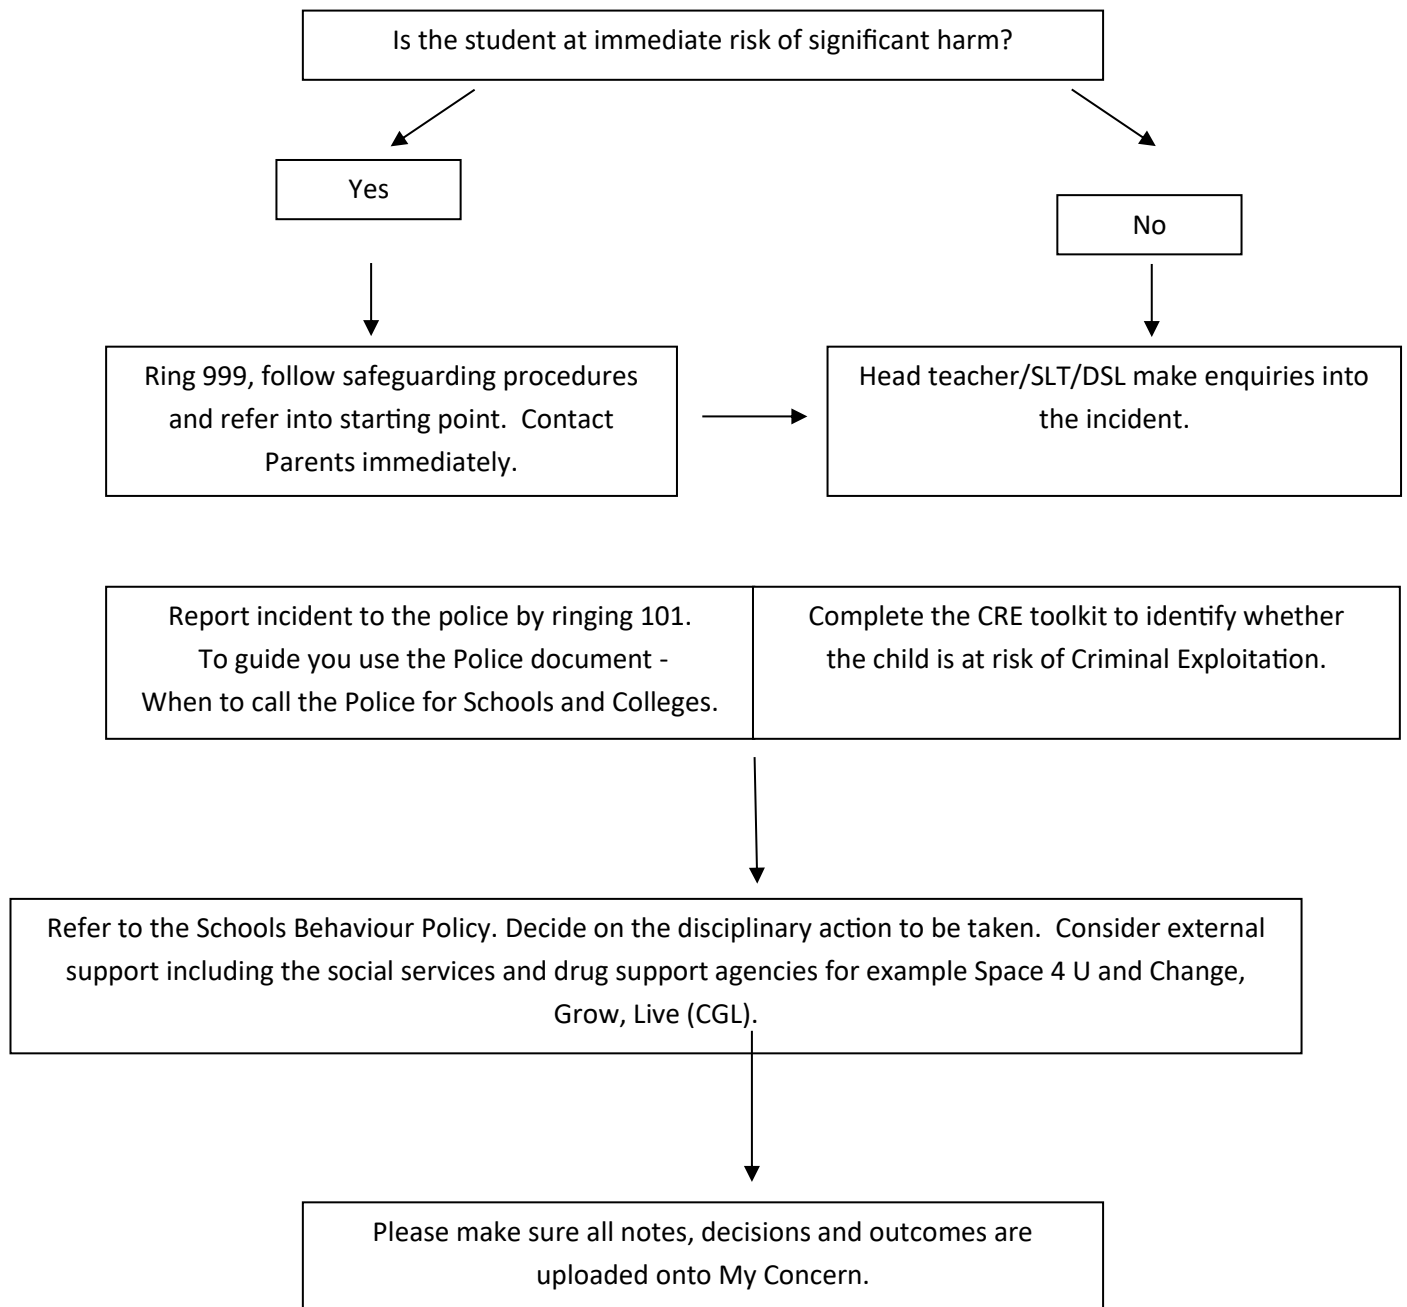 Is the student at immediate risk of significant harm?
Yes
No
Ring 999, follow safeguarding procedures
and refer into starting point.  Contact
Parents immediately.
Head teacher/SLT/DSL make enquiries into
the incident.
Report incident to the police by ringing 101.
To guide you use the Police document -
When to call the Police for Schools and Colleges.
Complete the CRE toolkit to identify whether
the child is at risk of Criminal Exploitation.
Refer to the Schools Behaviour Policy. Decide on the disciplinary action to be taken.  Consider external
support including the social services and drug support agencies for example Space 4 U and Change,
Grow, Live (CGL).
Please make sure all notes, decisions and outcomes are
uploaded onto My Concern.